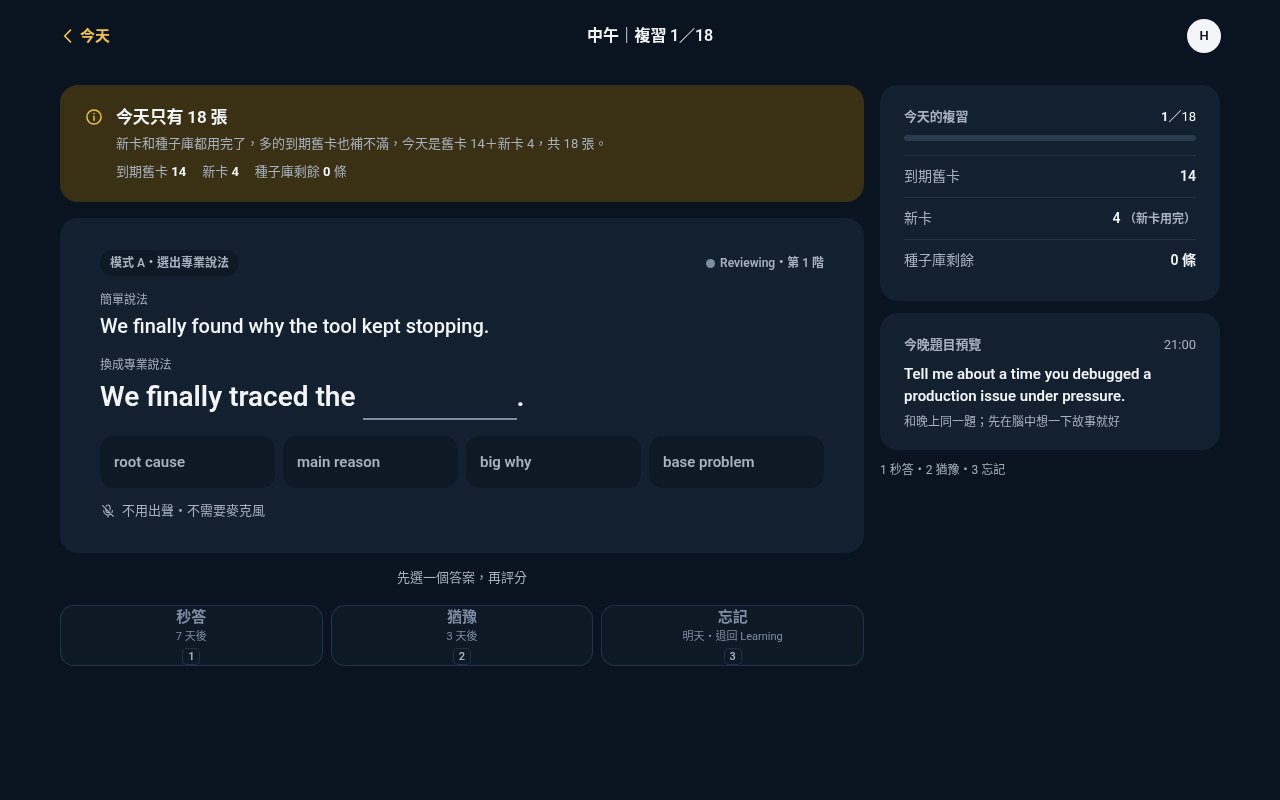 今天
中午｜複習 1／18
H
今天只有 18 張
新卡和種子庫都用完了，多的到期舊卡也補不滿，今天是舊卡 14＋新卡 4，共 18 張。
到期舊卡 14 新卡 4 種子庫剩餘 0 條
模式 A・選出專業說法
Reviewing・第 1 階
簡單說法
We finally found why the tool kept stopping.
換成專業說法
We finally traced the ____________.
root cause
main reason
big why
base problem
不用出聲・不需要麥克風
先選一個答案，再評分
秒答
7 天後
1
猶豫
3 天後
2
忘記
明天・退回 Learning
3
今天的複習 1／18
到期舊卡 14
新卡 4 （新卡用完）
種子庫剩餘 0 條
今晚題目預覽 21:00
Tell me about a time you debugged a
production issue under pressure.
和晚上同一題；先在腦中想一下故事就好
1 秒答・2 猶豫・3 忘記